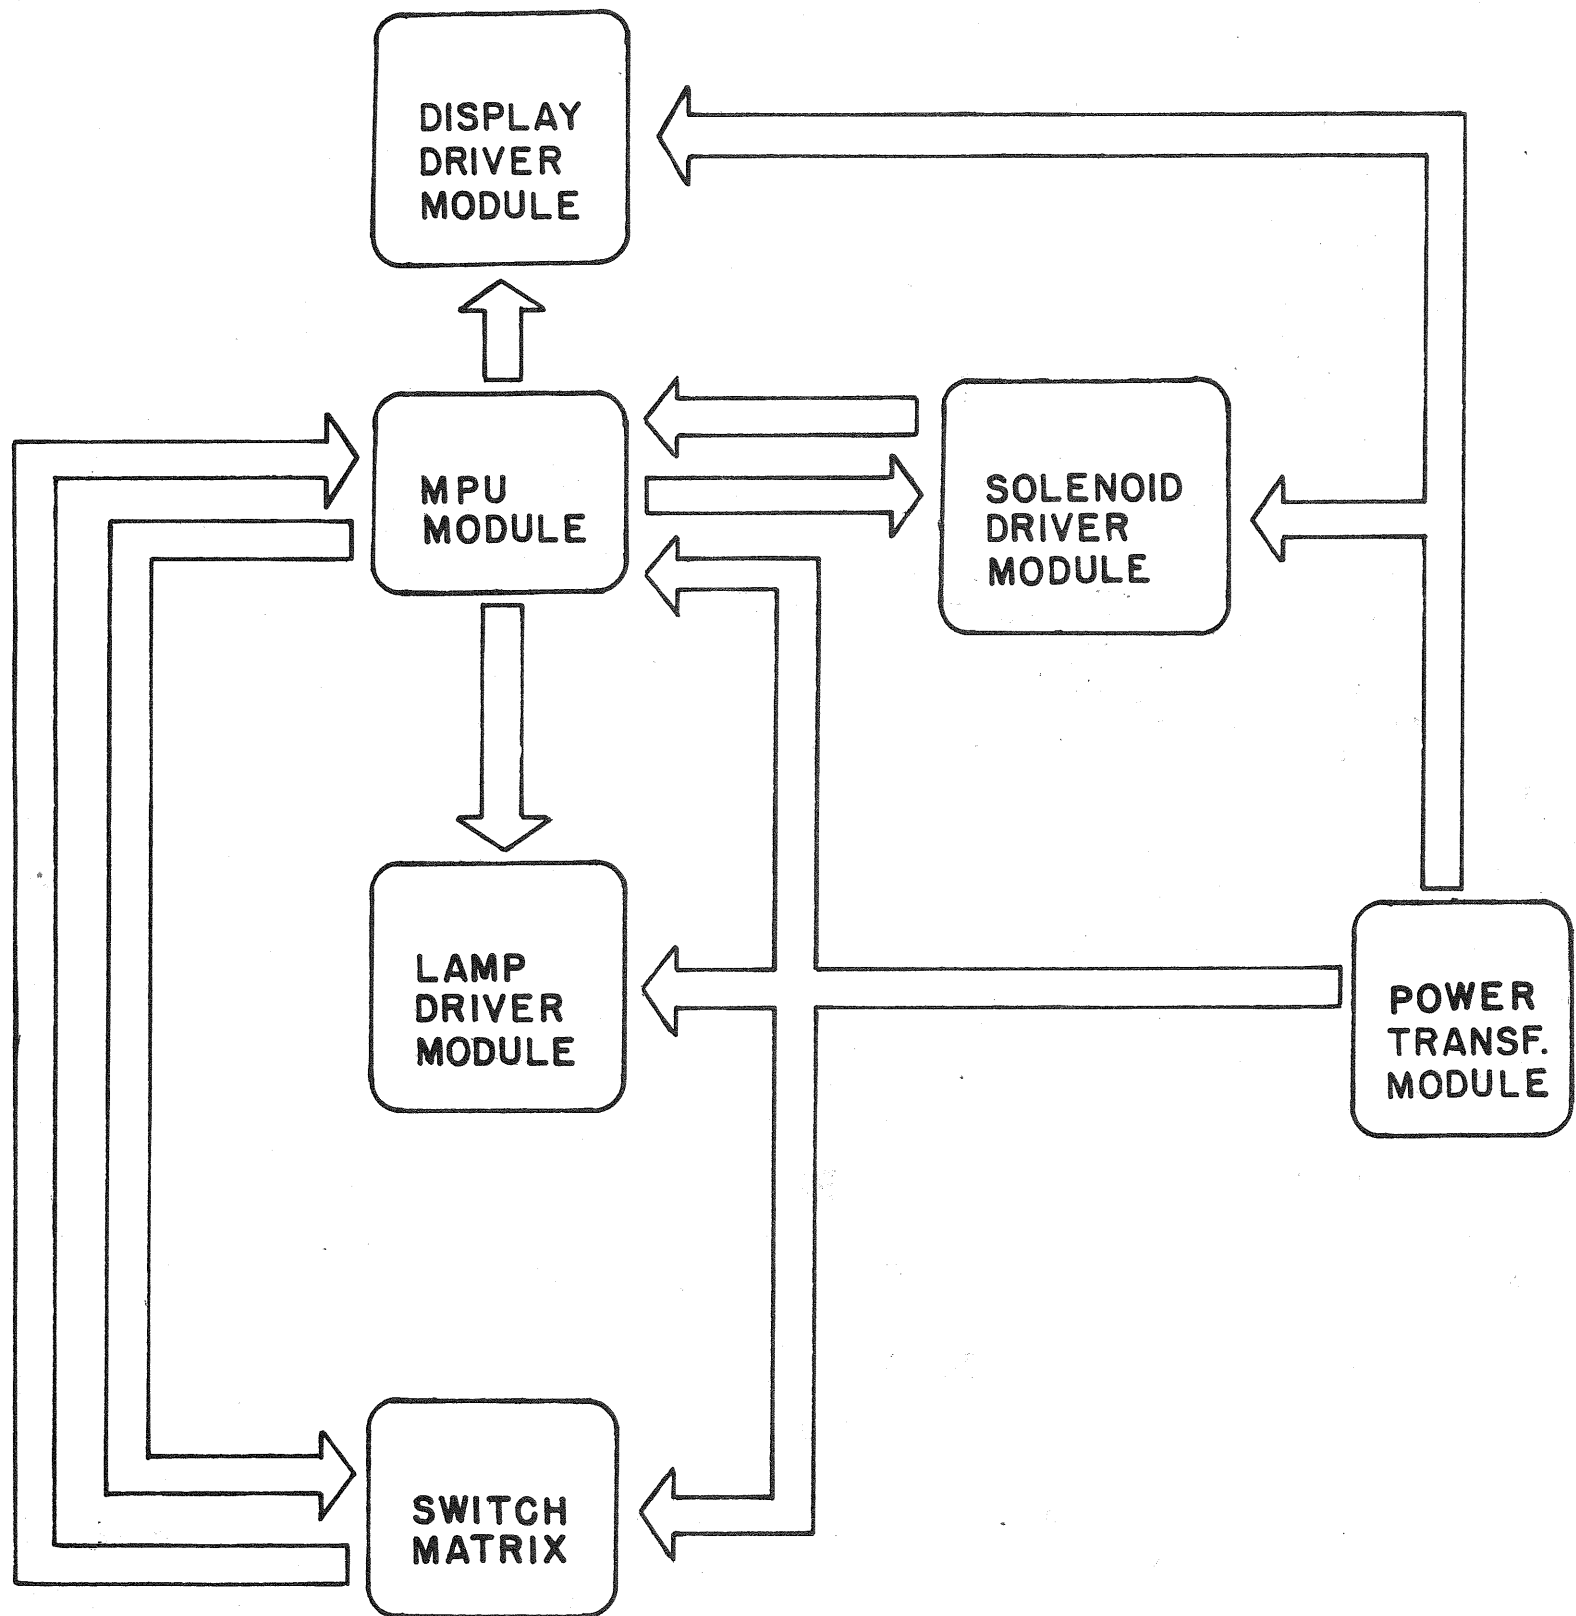 DISPLAY
DRIVER
MODULE
MPU
MODULE
SOLENOID
DRIVER
MODULE
LAMP
DRIVER
MODULE
POWER
TRANSF.
MODULE
SWITCH
MATRIX